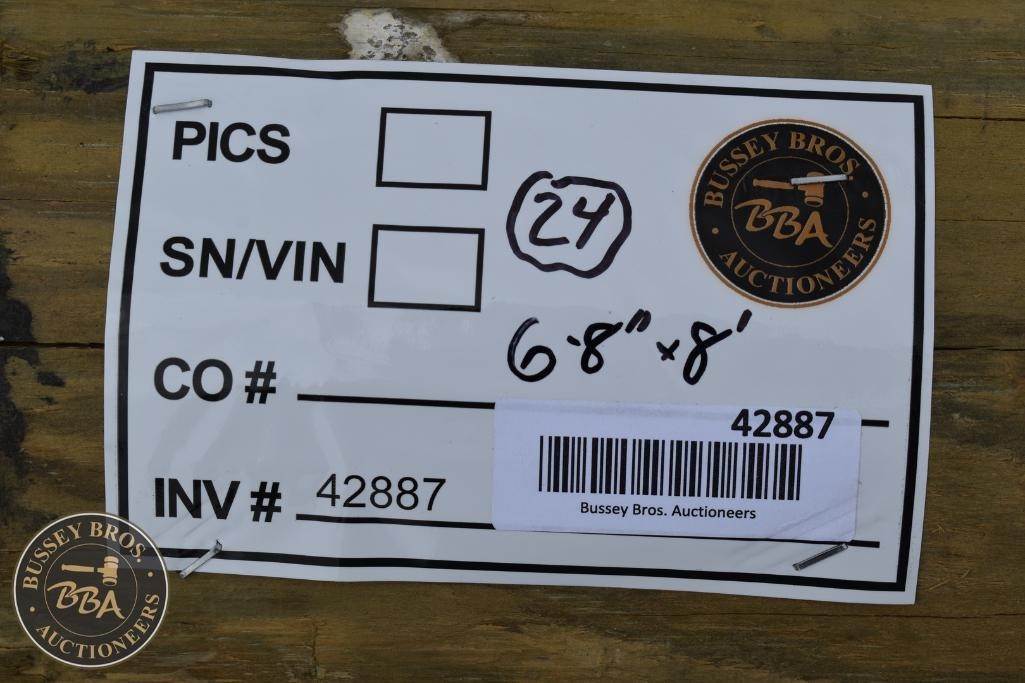 PICS
SN/VIN
CO #
INV # 42887
24
6-8" x 8'
BUSSEY BROS.
BBA
AUCTIONEERS
42887
Bussey Bros. Auctioneers
BUSSEY BROS.
BBA
AUCTIONEERS